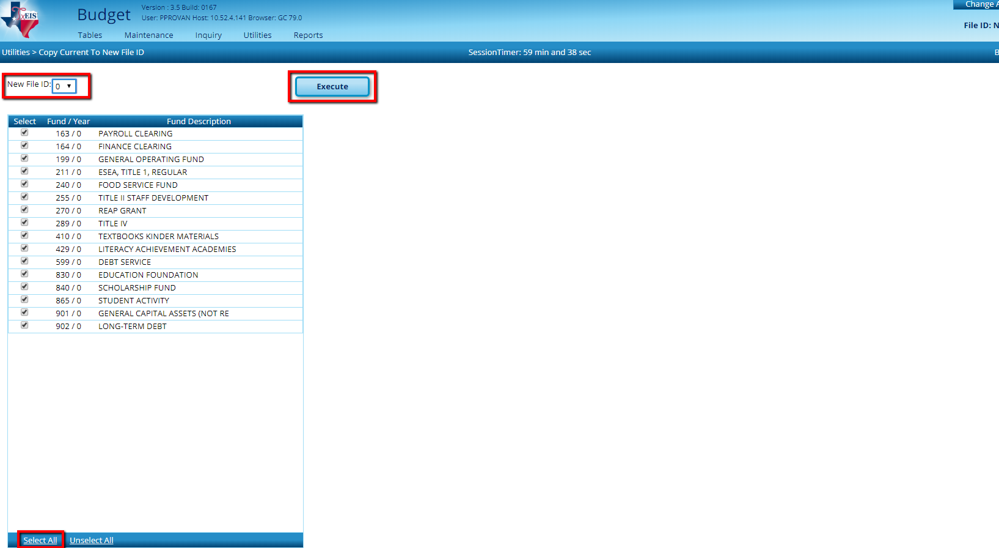 TxEIS
Budget
Version : 3.5 Build: 0167
User: PPROVAN Host: 10.52.4.141 Browser: GC 79.0
Change A
File ID: N
Tables Maintenance Inquiry Utilities Reports
Utilities > Copy Current To New File ID SessionTimer: 59 min and 38 sec B
New File ID: 0 Execute
Select Fund / Year Fund Description
163 / 0 PAYROLL CLEARING
164 / 0 FINANCE CLEARING
199 / 0 GENERAL OPERATING FUND
211 / 0 ESEA, TITLE 1, REGULAR
240 / 0 FOOD SERVICE FUND
255 / 0 TITLE II STAFF DEVELOPMENT
270 / 0 REAP GRANT
289 / 0 TITLE IV
410 / 0 TEXTBOOKS KINDER MATERIALS
429 / 0 LITERACY ACHIEVEMENT ACADEMIES
599 / 0 DEBT SERVICE
830 / 0 EDUCATION FOUNDATION
840 / 0 SCHOLARSHIP FUND
865 / 0 STUDENT ACTIVITY
901 / 0 GENERAL CAPITAL ASSETS (NOT RE
902 / 0 LONG-TERM DEBT
Select All Unselect All